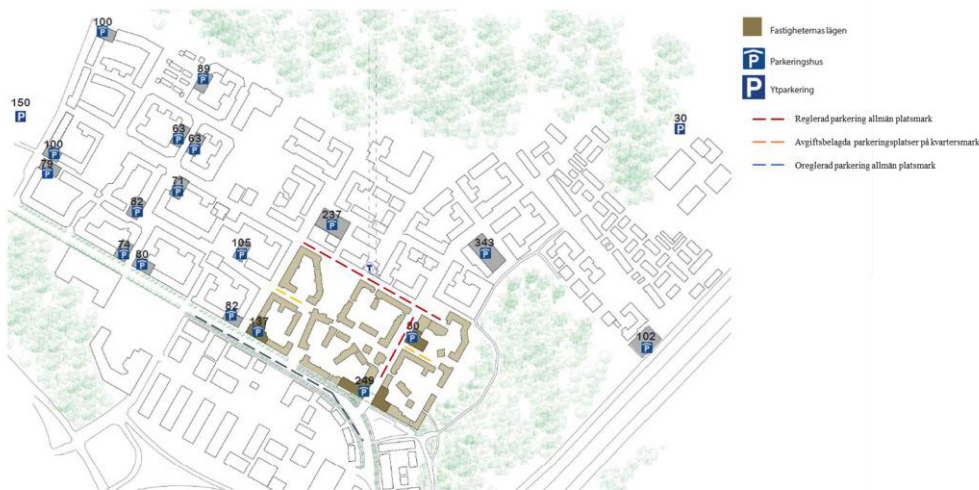 100
89
150
P
63
63
100
79
71
82
237
74
80
105
343
30
P
82
137
80
249
102
T
Fastigheternas lägen
P
Parkeringshus
P
Ytparkering
Reglerad parkering allmän platsmark
Avgiftsbelagda parkeringsplatser på kvartersmark
Oreglerad parkering allmän platsmark